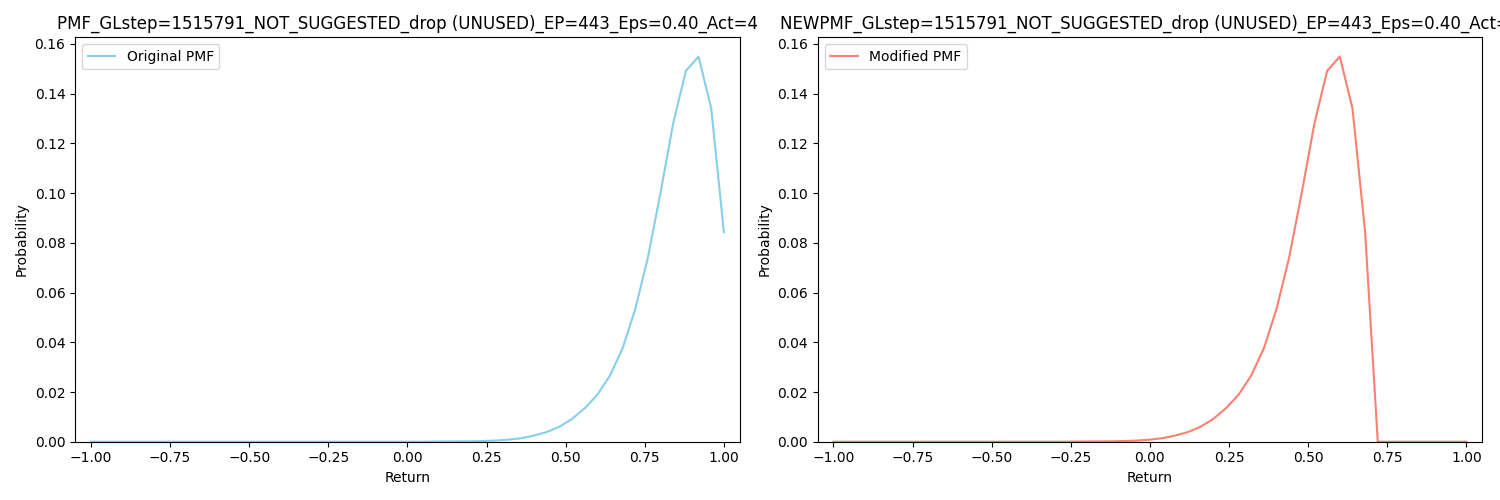 PMF_GLstep=1515791_NOT_SUGGESTED_drop (UNUSED)_EP=443_Eps=0.40_Act=4
NEWPMF_GLstep=1515791_NOT_SUGGESTED_drop (UNUSED)_EP=443_Eps=0.40_Act=
Original PMF
Probability
0.16
0.14
0.12
0.10
0.08
0.06
0.04
0.02
0.00
−1.00 −0.75 −0.50 −0.25 0.00 0.25 0.50 0.75 1.00
Return
Modified PMF
Probability
0.16
0.14
0.12
0.10
0.08
0.06
0.04
0.02
0.00
−1.00 −0.75 −0.50 −0.25 0.00 0.25 0.50 0.75 1.00
Return